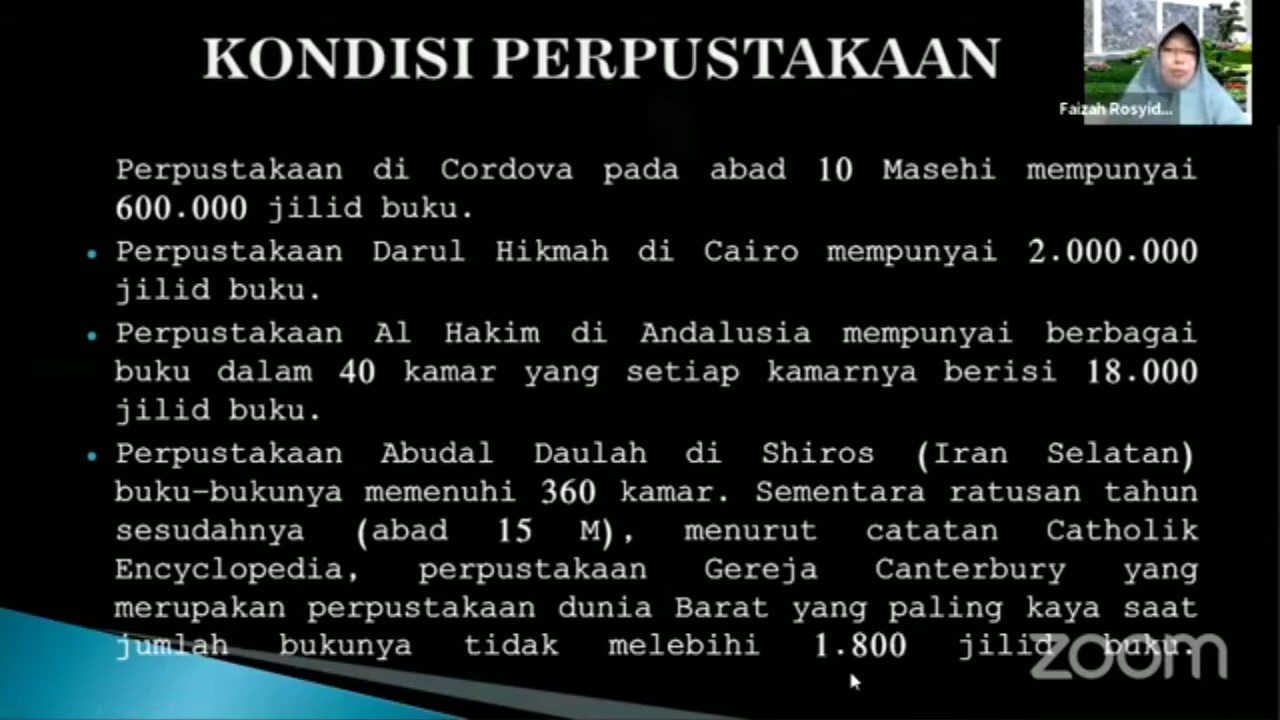 KONDISI PERPUSTAKAAN
Faizah Rosyid...
Perpustakaan di Cordova pada abad 10 Masehi mempunyai
600.000 jilid buku.
• Perpustakaan Darul Hikmah di Cairo mempunyai 2.000.000
jilid buku.
• Perpustakaan Al Hakim di Andalusia mempunyai berbagai
buku dalam 40 kamar yang setiap kamarnya berisi 18.000
jilid buku.
• Perpustakaan Abudal Daulah di Shiros (Iran Selatan)
buku-bukunya memenuhi 360 kamar. Sementara ratusan tahun
sesudahnya (abad 15 M), menurut catatan Catholik
Encyclopedia, perpustakaan Gereja Canterbury yang
merupakan perpustakaan dunia Barat yang paling kaya saat
jumlah bukunya tidak melebihi 1.800 jilid buku.
zoom